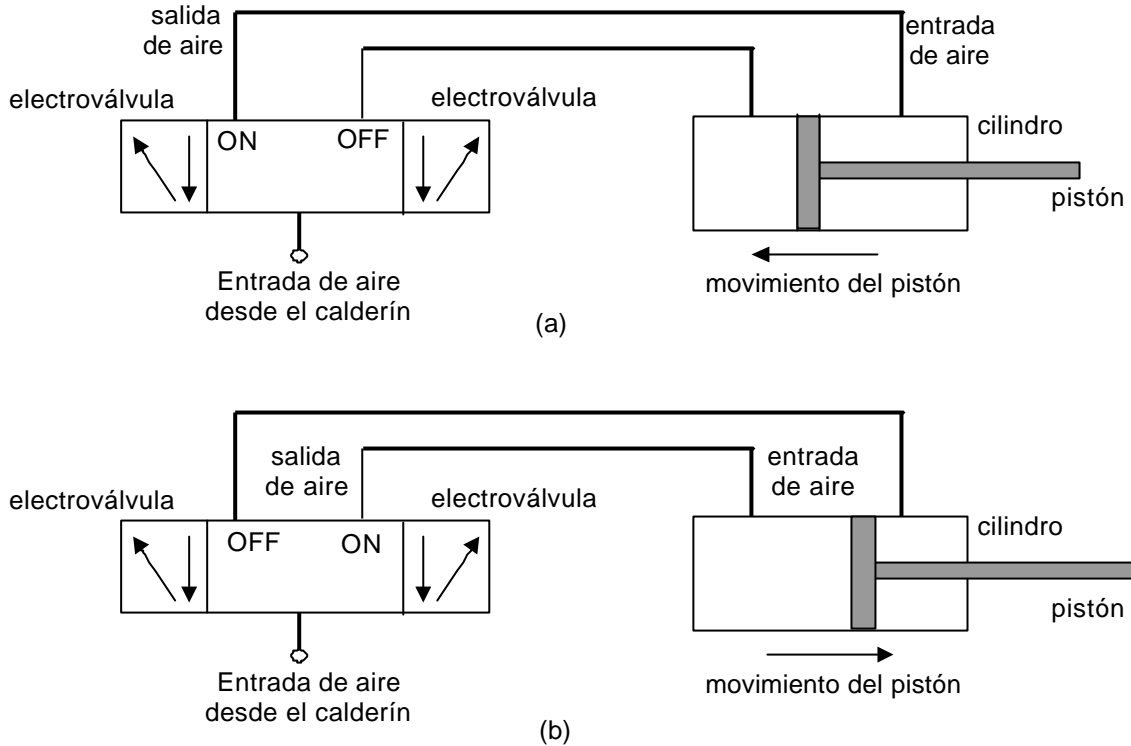 salida
de aire
entrada
de aire
electroválvula
electroválvula
ON
OFF
cilindro
pistón
Entrada de aire
desde el calderín
movimiento del pistón
(a)
salida
de aire
entrada
de aire
electroválvula
electroválvula
OFF
ON
cilindro
pistón
Entrada de aire
desde el calderín
movimiento del pistón
(b)